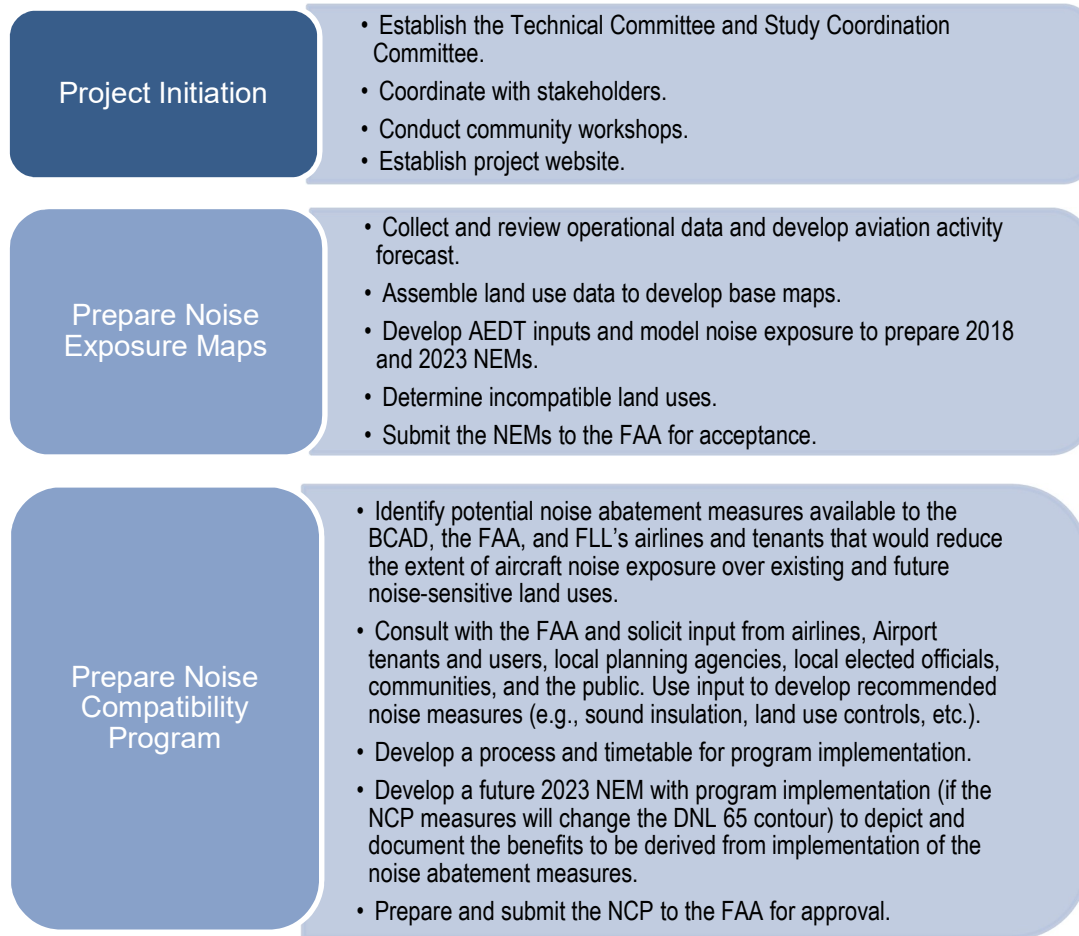 Project Initiation
• Establish the Technical Committee and Study Coordination
Committee.
• Coordinate with stakeholders.
• Conduct community workshops.
• Establish project website.
Prepare Noise
Exposure Maps
• Collect and review operational data and develop aviation activity
forecast.
• Assemble land use data to develop base maps.
• Develop AEDT inputs and model noise exposure to prepare 2018
and 2023 NEMs.
• Determine incompatible land uses.
• Submit the NEMs to the FAA for acceptance.
Prepare Noise
Compatibility
Program
• Identify potential noise abatement measures available to the
BCAD, the FAA, and FLL’s airlines and tenants that would reduce
the extent of aircraft noise exposure over existing and future
noise-sensitive land uses.
• Consult with the FAA and solicit input from airlines, Airport
tenants and users, local planning agencies, local elected officials,
communities, and the public. Use input to develop recommended
noise measures (e.g., sound insulation, land use controls, etc.).
• Develop a process and timetable for program implementation.
• Develop a future 2023 NEM with program implementation (if the
NCP measures will change the DNL 65 contour) to depict and
document the benefits to be derived from implementation of the
noise abatement measures.
• Prepare and submit the NCP to the FAA for approval.